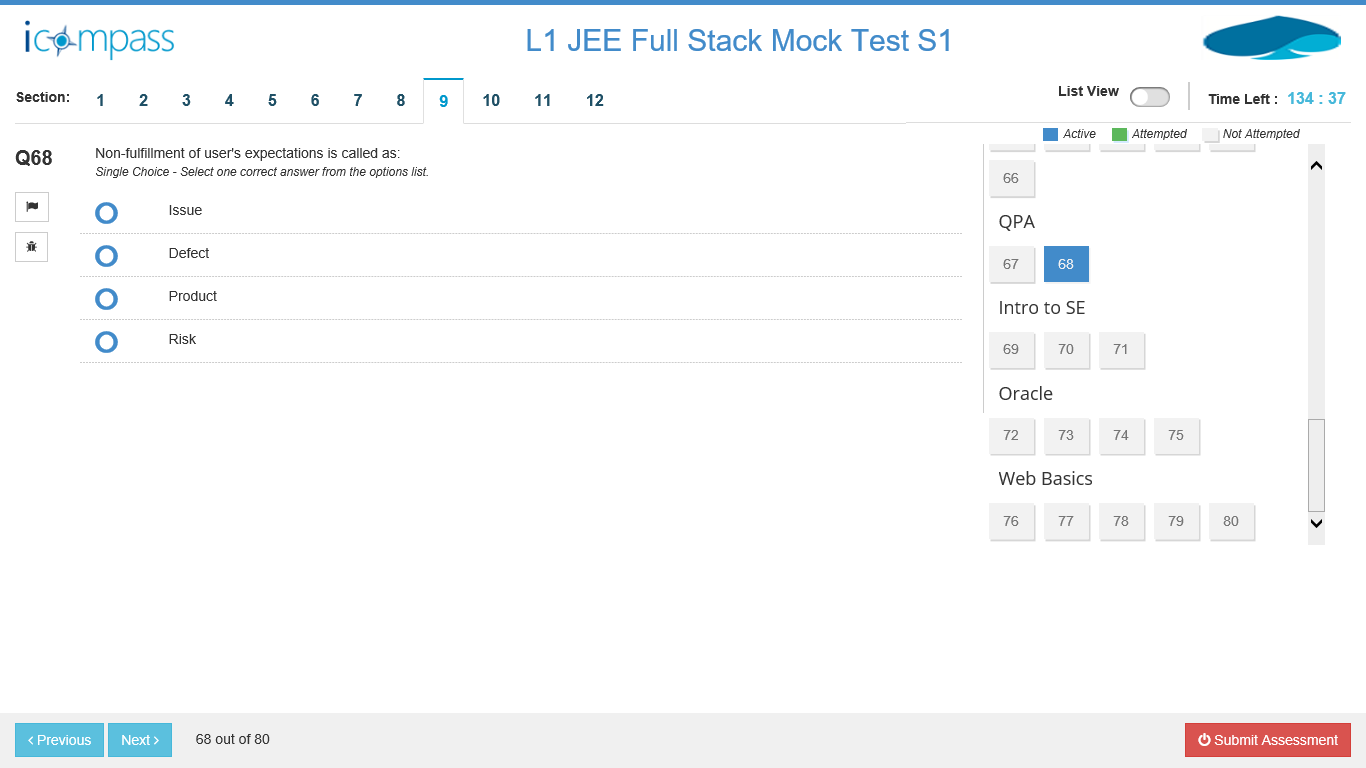 icompass
L1 JEE Full Stack Mock Test S1
Section: 1 2 3 4 5 6 7 8 9 10 11 12
List View
Time Left : 134 : 37
Active Attempted Not Attempted
Q68
Non-fulfillment of user's expectations is called as:
Single Choice - Select one correct answer from the options list.
Issue
Defect
Product
Risk
66
QPA
67 68
Intro to SE
69 70 71
Oracle
72 73 74 75
Web Basics
76 77 78 79 80
Previous Next 68 out of 80
Submit Assessment